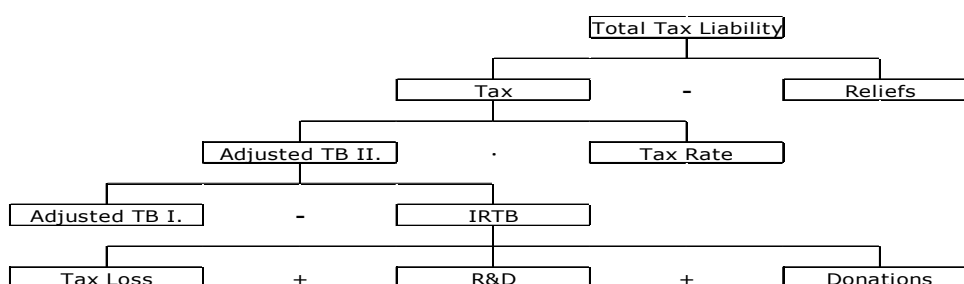 Total Tax Liability
Tax - Reliefs
Adjusted TB II. · Tax Rate
Adjusted TB I. - IRTB
Tax Loss + R&D + Donations